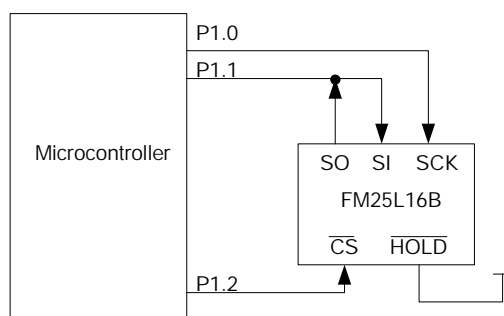 P1.0
P1.1
Microcontroller
SO SI SCK
FM25L16B
CS HOLD
P1.2